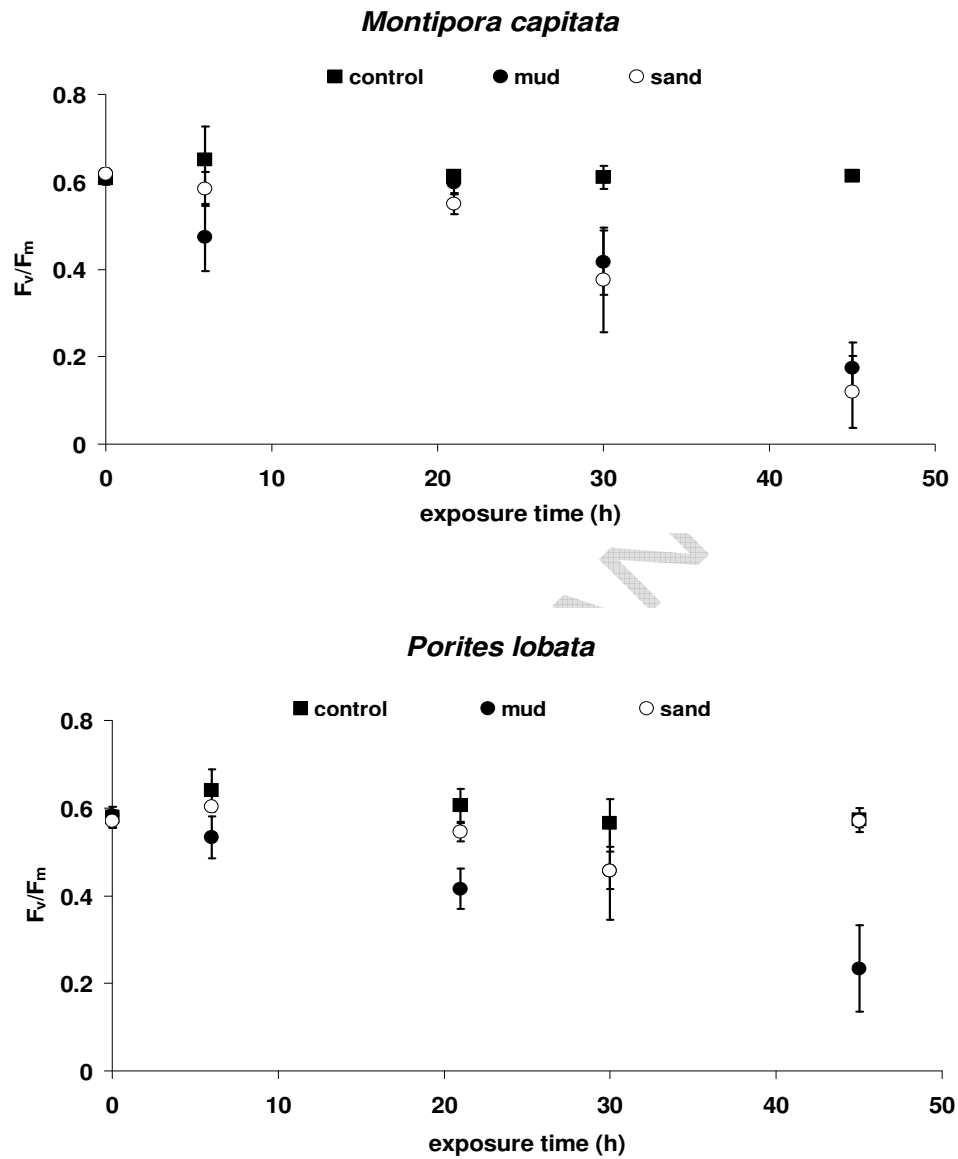 Montipora capitata
control mud sand
0.8
0.6
0.4
0.2
0
Fv/Fm
0 10 20 30 40 50
exposure time (h)
Porites lobata
control mud sand
0.8
0.6
0.4
0.2
0
Fv/Fm
0 10 20 30 40 50
exposure time (h)